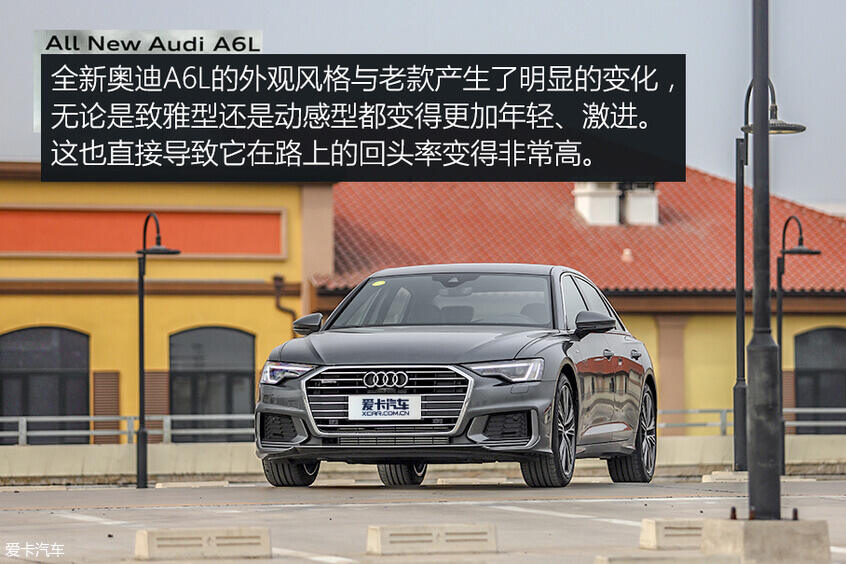 All New Audi A6L
全新奥迪A6L的外观风格与老款产生了明显的变化，
无论是致雅型还是动感型都变得更加年轻、激进。
这也直接导致它在路上的回头率变得非常高。
爱卡汽车
XCAR.COM.CN
爱卡汽车